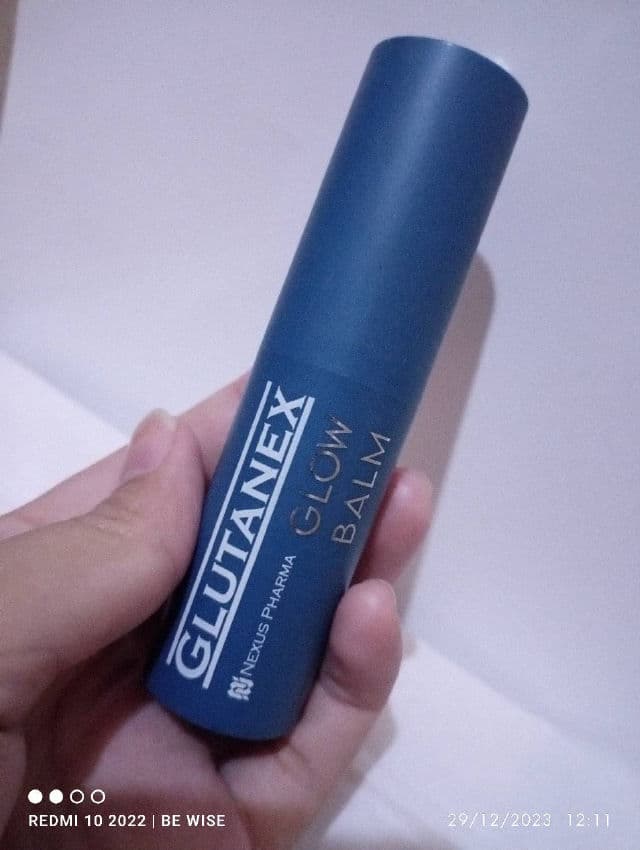 GLUTANEX
NEXUS PHARMA
GLOW
BALM
REDMI 10 2022 | BE WISE
29/12/2023 12:11